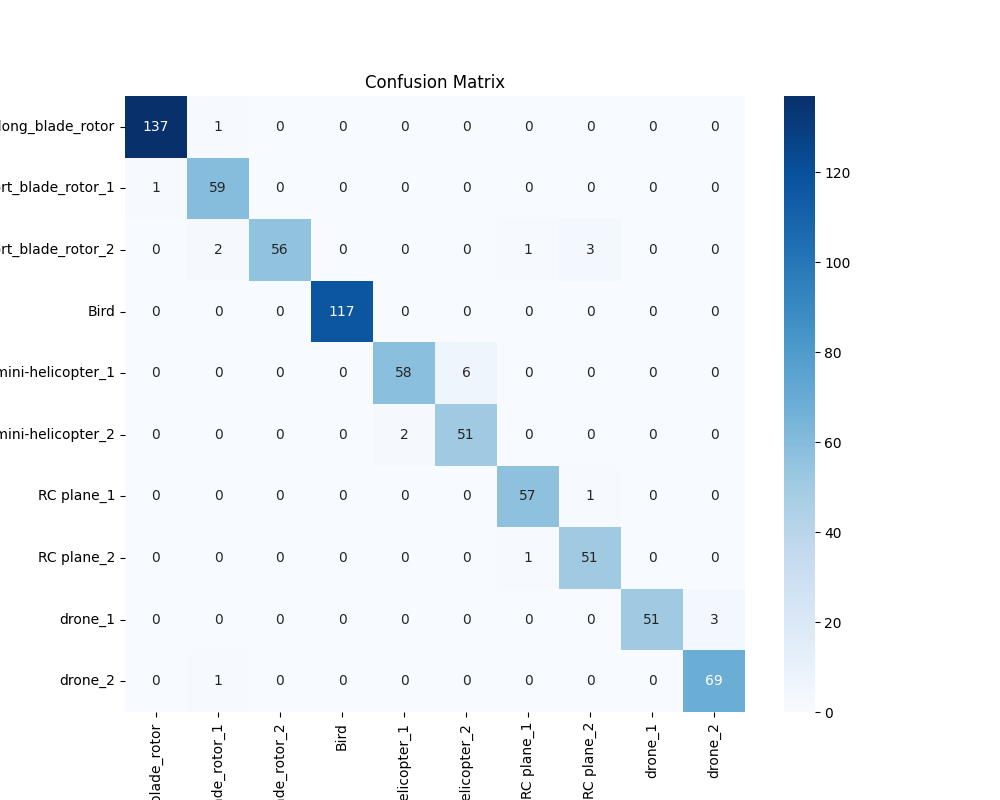 Confusion Matrix
long_blade_rotor 137 1 0 0 0 0 0 0 0 0
rt_blade_rotor_1 1 59 0 0 0 0 0 0 0 0
rt_blade_rotor_2 0 2 56 0 0 0 1 3 0 0
Bird 0 0 0 117 0 0 0 0 0 0
mini-helicopter_1 0 0 0 0 58 6 0 0 0 0
mini-helicopter_2 0 0 0 0 2 51 0 0 0 0
RC plane_1 0 0 0 0 0 0 57 1 0 0
RC plane_2 0 0 0 0 0 0 1 51 0 0
drone_1 0 0 0 0 0 0 0 0 51 3
drone_2 0 1 0 0 0 0 0 0 0 69
blade_rotor
ade_rotor_1
ade_rotor_2
Bird
elicopter_1
elicopter_2
RC plane_1
RC plane_2
drone_1
drone_2
120
100
80
60
40
20
0